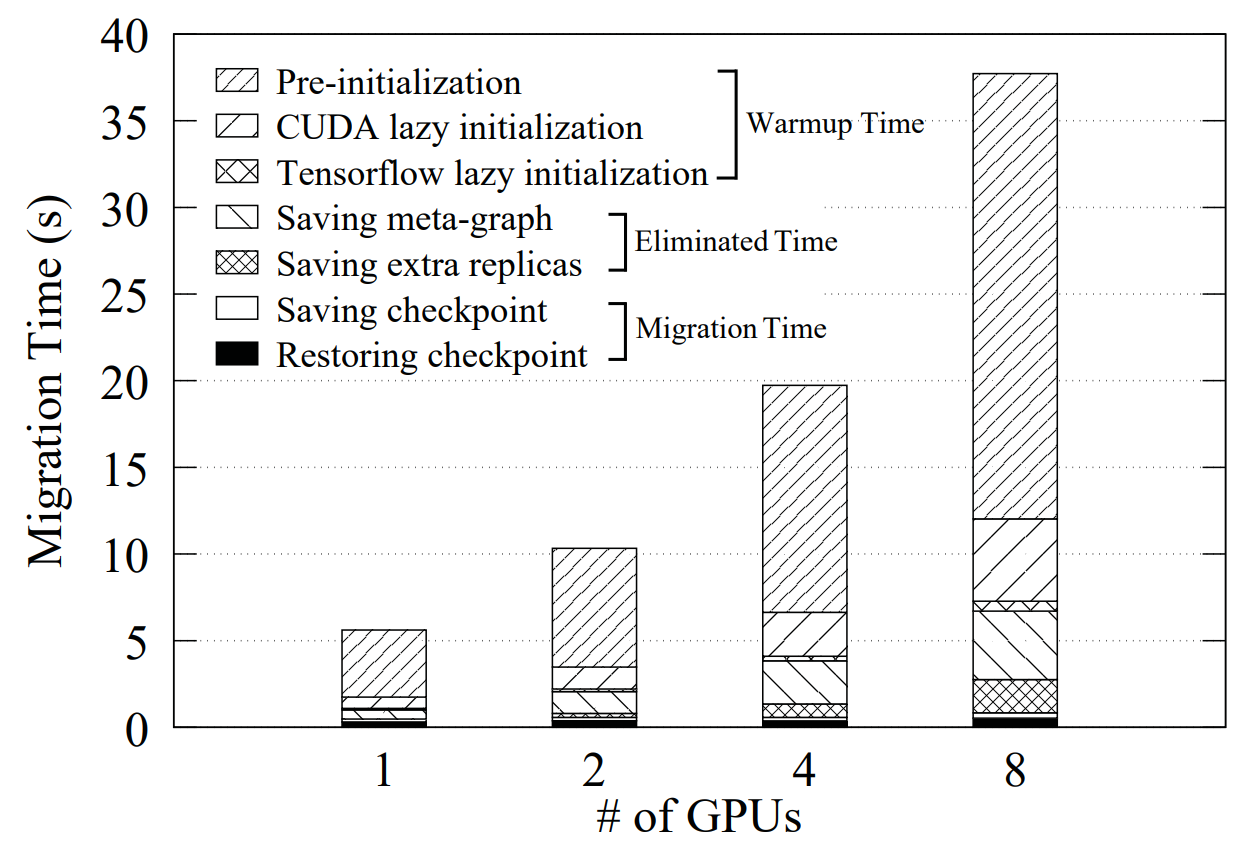 40
35
30
25
20
15
10
5
0
Migration Time (s)
Pre-initialization
CUDA lazy initialization
Tensorflow lazy initialization
Warmup Time
Saving meta-graph
Saving extra replicas
Eliminated Time
Saving checkpoint
Restoring checkpoint
Migration Time
1 2 4 8
# of GPUs